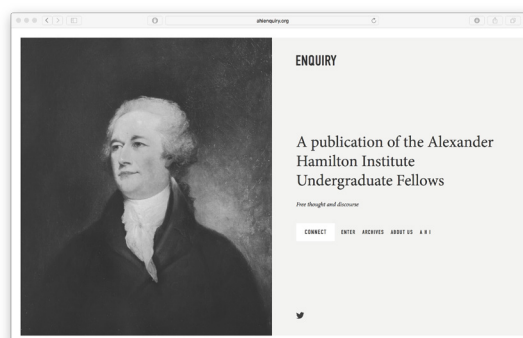 ahienquiry.org
ENQUIRY
A publication of the Alexander
Hamilton Institute
Undergraduate Fellows
Free thought and discourse
CONNECT ENTER ARCHIVES ABOUT US A H I